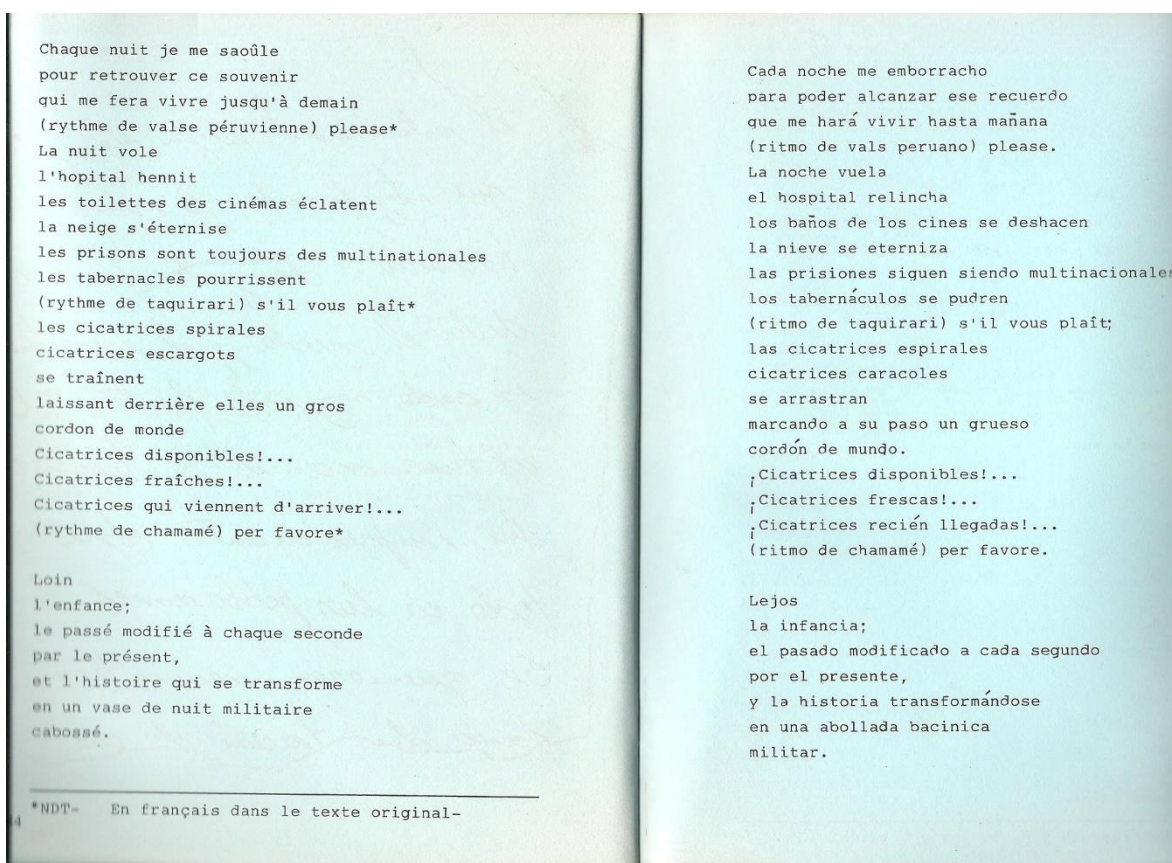 Chaque nuit je me saoûle
pour retrouver ce souvenir
qui me fera vivre jusqu'à demain
(rythme de valse péruvienne) please*
La nuit vole
l'hopital hennit
les toilettes des cinémas éclatent
la neige s'éternise
les prisons sont toujours des multinationales
les tabernacles pourrissent
(rythme de taquirari) s'il vous plaît*
les cicatrices spirales
cicatrices escargots
se traînent
laissant derrière elles un gros
cordon de monde
Cicatrices disponibles!...
Cicatrices fraîches!...
Cicatrices qui viennent d'arriver!...
(rythme de chamamé) per favore*
Loin
l'enfance;
le passé modifié à chaque seconde
par le présent,
et l'histoire qui se transforme
en un vase de nuit militaire
cabossé.
*NDT- En français dans le texte original-
4
Cada noche me emborracho
para poder alcanzar ese recuerdo
que me hará vivir hasta mañana
(ritmo de vals peruano) please.
La noche vuela
el hospital relincha
los baños de los cines se deshacen
la nieve se eterniza
las prisiones siguen siendo multinacionales
los tabernáculos se pudren
(ritmo de taquirari) s'il vous plaît;
las cicatrices espirales
cicatrices caracoles
se arrastran
marcando a su paso un grueso
cordón de mundo.
¡Cicatrices disponibles!...
¡Cicatrices frescas!...
¡Cicatrices recién llegadas!...
(ritmo de chamamé) per favore.
Lejos
la infancia;
el pasado modificado a cada segundo
por el presente,
y la historia transformándose
en una abollada bacinica
militar.